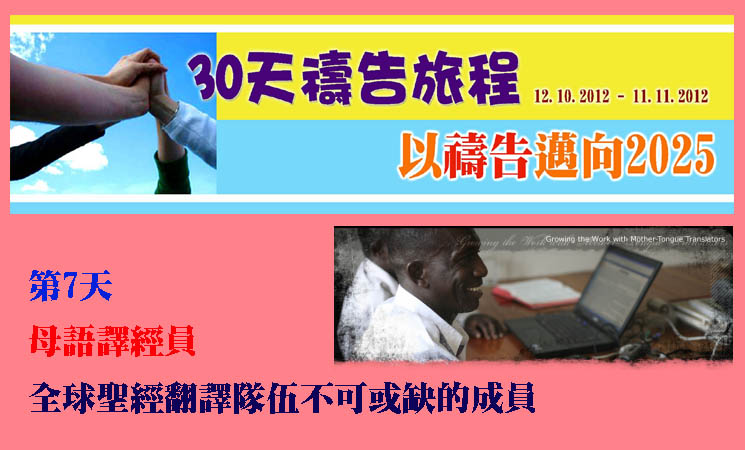 30天禱告旅程 12.10.2012 - 11.11.2012
以禱告邁向2025
Growing the Work with Mother-Tongue Translators
第7天
母語譯經員
全球聖經翻譯隊伍不可或缺的成員